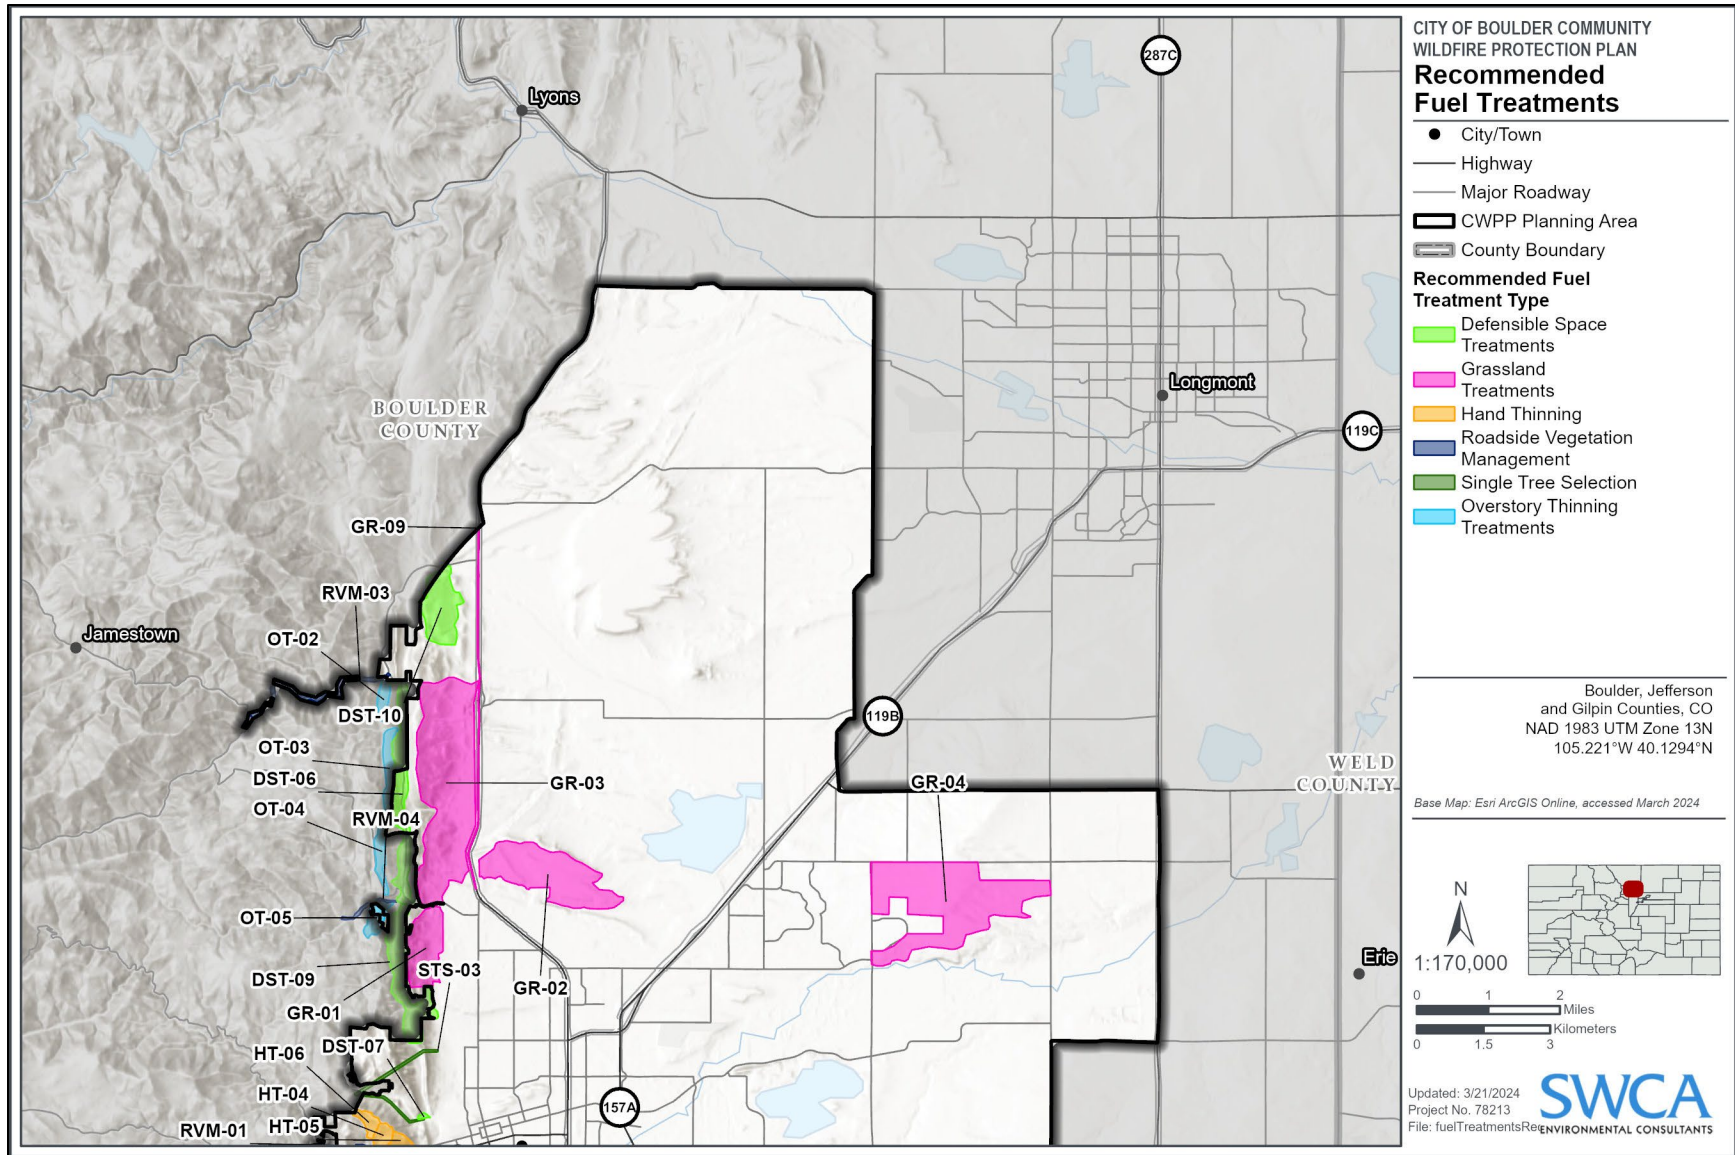 CITY OF BOULDER COMMUNITY
WILDFIRE PROTECTION PLAN
Recommended
Fuel Treatments
City/Town
Highway
Major Roadway
CWPP Planning Area
County Boundary
Recommended Fuel
Treatment Type
Defensible Space
Treatments
Grassland
Treatments
Hand Thinning
Roadside Vegetation
Management
Single Tree Selection
Overstory Thinning
Treatments
Boulder, Jefferson
and Gilpin Counties, CO
NAD 1983 UTM Zone 13N
105.221°W 40.1294°N
Base Map: Esri ArcGIS Online, accessed March 2024
N
1:170,000
0 1 2
Miles
Kilometers
0 1.5 3
Updated: 3/21/2024
Project No. 78213
File: fuelTreatmentsRec
SWCA
ENVIRONMENTAL CONSULTANTS
287C
Lyons
Longmont
119C
BOULDER
COUNTY
GR-09
RVM-03
Jamestown
OT-02
DST-10
119B
OT-03
WELD
COUNTY
DST-06
GR-03
GR-04
OT-04
RVM-04
OT-05
Erie
STS-03
DST-09
GR-02
GR-01
DST-07
HT-06
HT-04
157A
HT-05
RVM-01